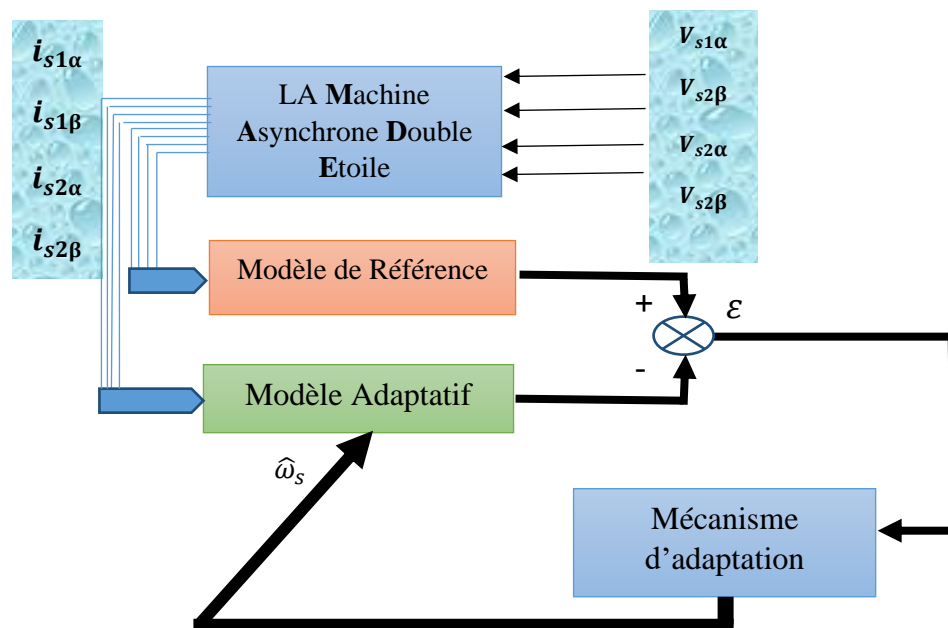 i_{s1α}
i_{s1β}
i_{s2α}
i_{s2β}
LA Machine
Asynchrone Double
Etoile
V_{s1α}
V_{s2β}
V_{s2α}
V_{s2β}
Modèle de Référence
+
ε
-
Modèle Adaptatif
ω̂_s
Mécanisme
d’adaptation